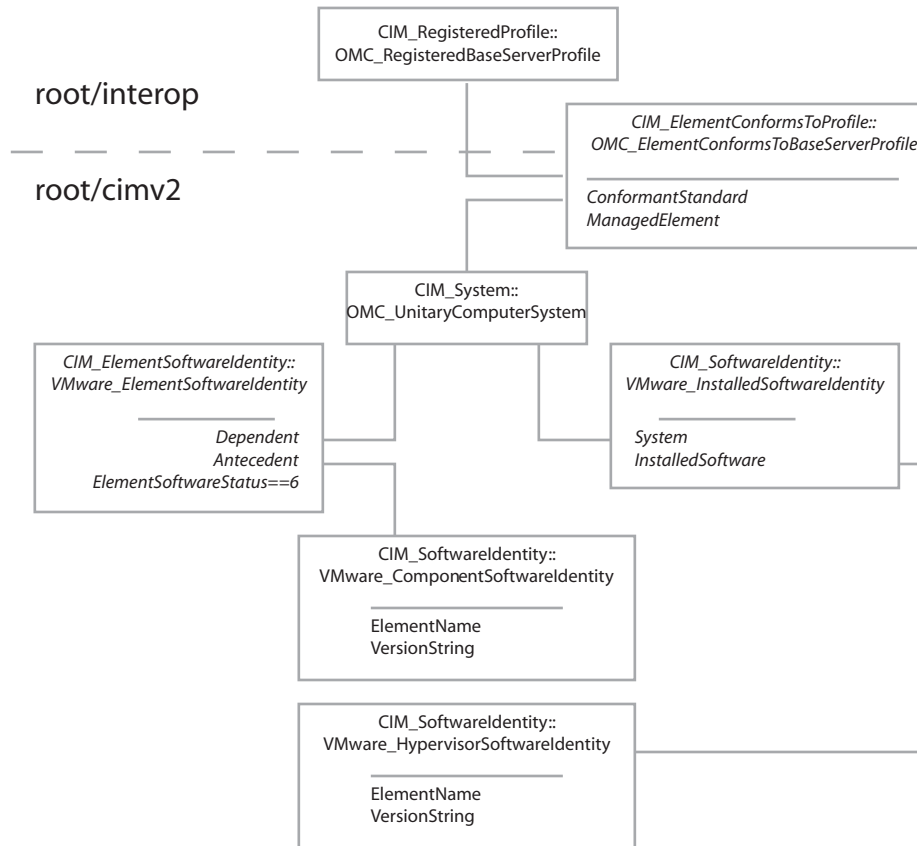 CIM_RegisteredProfile::
OMC_RegisteredBaseServerProfile
root/interop
CIM_ElementConformsToProfile::
OMC_ElementConformsToBaseServerProfile
ConformantStandard
ManagedElement
root/cimv2
CIM_System::
OMC_UnitaryComputerSystem
CIM_ElementSoftwareIdentity::
VMware_ElementSoftwareIdentity
Dependent
Antecedent
ElementSoftwareStatus==6
CIM_SoftwareIdentity::
VMware_InstalledSoftwareIdentity
System
InstalledSoftware
CIM_SoftwareIdentity::
VMware_ComponentSoftwareIdentity
ElementName
VersionString
CIM_SoftwareIdentity::
VMware_HypervisorSoftwareIdentity
ElementName
VersionString